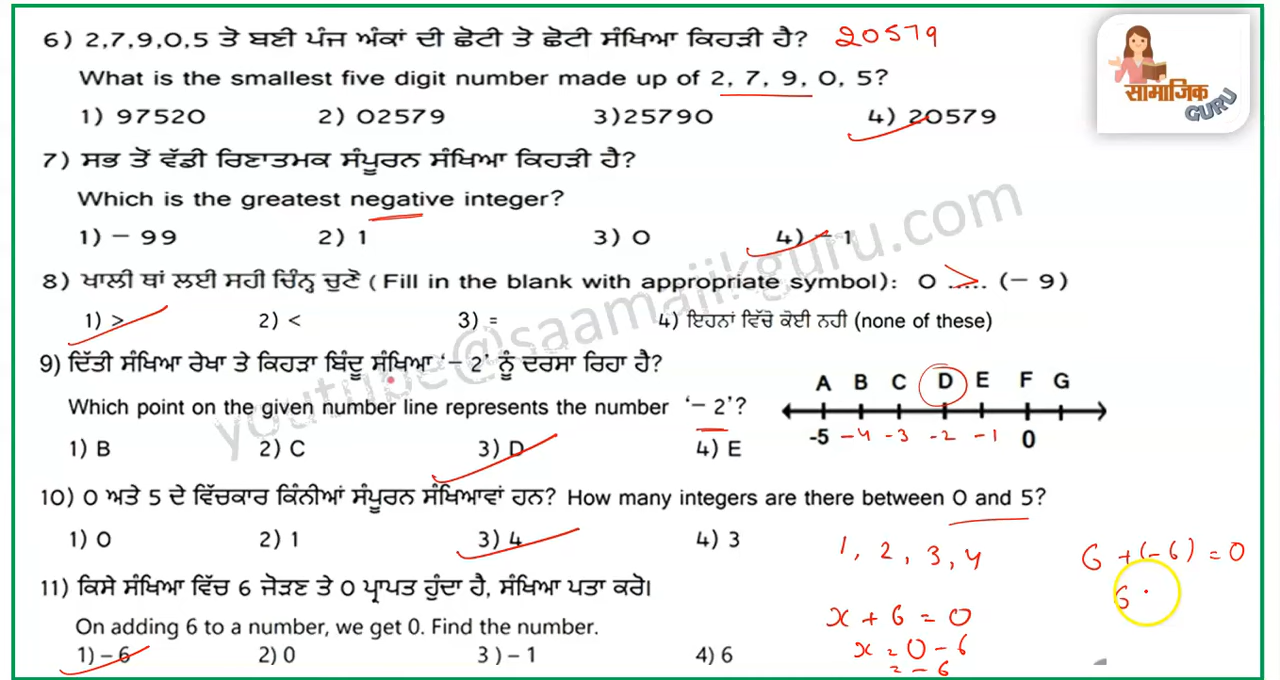 6) 2,7,9,0,5 ਤੋ ਬਣੀ ਪੰਜ ਅੰਕਾਂ ਦੀ ਛੋਟੀ ਤੋ ਛੋਟੀ ਸੰਖਿਆ ਕਿਹੜੀ ਹੈ? 20579
What is the smallest five digit number made up of 2, 7, 9, 0, 5?
1) 97520 2) 02579 3)25790 4) 20579
सामाजिक
GURU
7) ਸਭ ਤੋਂ ਵੱਡੀ ਰਿਣਾਤਮਕ ਸੰਪੂਰਨ ਸੰਖਿਆ ਕਿਹੜੀ ਹੈ?
Which is the greatest negative integer?
1) – 99 2) 1 3) 0 4) – 1
8) ਖਾਲੀ ਥਾਂ ਲਈ ਸਹੀ ਚਿੰਨ੍ਹ ਚੁਣੋ (Fill in the blank with appropriate symbol): 0 ..>.. (– 9)
1) > 2) < 3) = 4) ਇਹਨਾਂ ਵਿੱਚੋ ਕੋਈ ਨਹੀ (none of these)
9) ਦਿੱਤੀ ਸੰਖਿਆ ਰੇਖਾ ਤੇ ਕਿਹੜਾ ਬਿੰਦੂ ਸੰਖਿਆ ‘– 2’ ਨੂੰ ਦਰਸਾ ਰਿਹਾ ਹੈ?
Which point on the given number line represents the number ‘– 2’?
A B C D E F G
-5 -4 -3 -2 -1 0
1) B 2) C 3) D 4) E
10) 0 ਅਤੇ 5 ਦੇ ਵਿੱਚਕਾਰ ਕਿੰਨੀਆਂ ਸੰਪੂਰਨ ਸੰਖਿਆਵਾਂ ਹਨ? How many integers are there between 0 and 5?
1) 0 2) 1 3) 4 4) 3
1, 2, 3, 4
6 + (-6) = 0
6
11) ਕਿਸੇ ਸੰਖਿਆ ਵਿੱਚ 6 ਜੋੜਣ ਤੇ 0 ਪ੍ਰਾਪਤ ਹੁੰਦਾ ਹੈ, ਸੰਖਿਆ ਪਤਾ ਕਰੋ।
On adding 6 to a number, we get 0. Find the number.
1) – 6 2) 0 3 ) – 1 4) 6
x + 6 = 0
x = 0 - 6
= - 6
youtube@saamajikguru.com